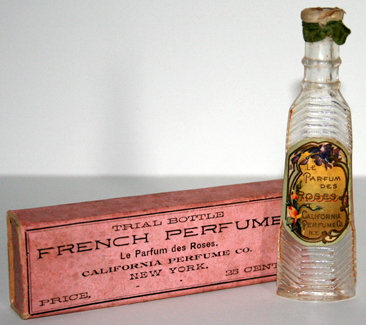 TRIAL BOTTLE
FRENCH PERFUME
Le Parfum des Roses.
CALIFORNIA PERFUME CO.
NEW YORK.
PRICE, 25 CENT
Le
PARFUM
DES
ROSES
CALIFORNIA
PERFUME CO.
N.Y.